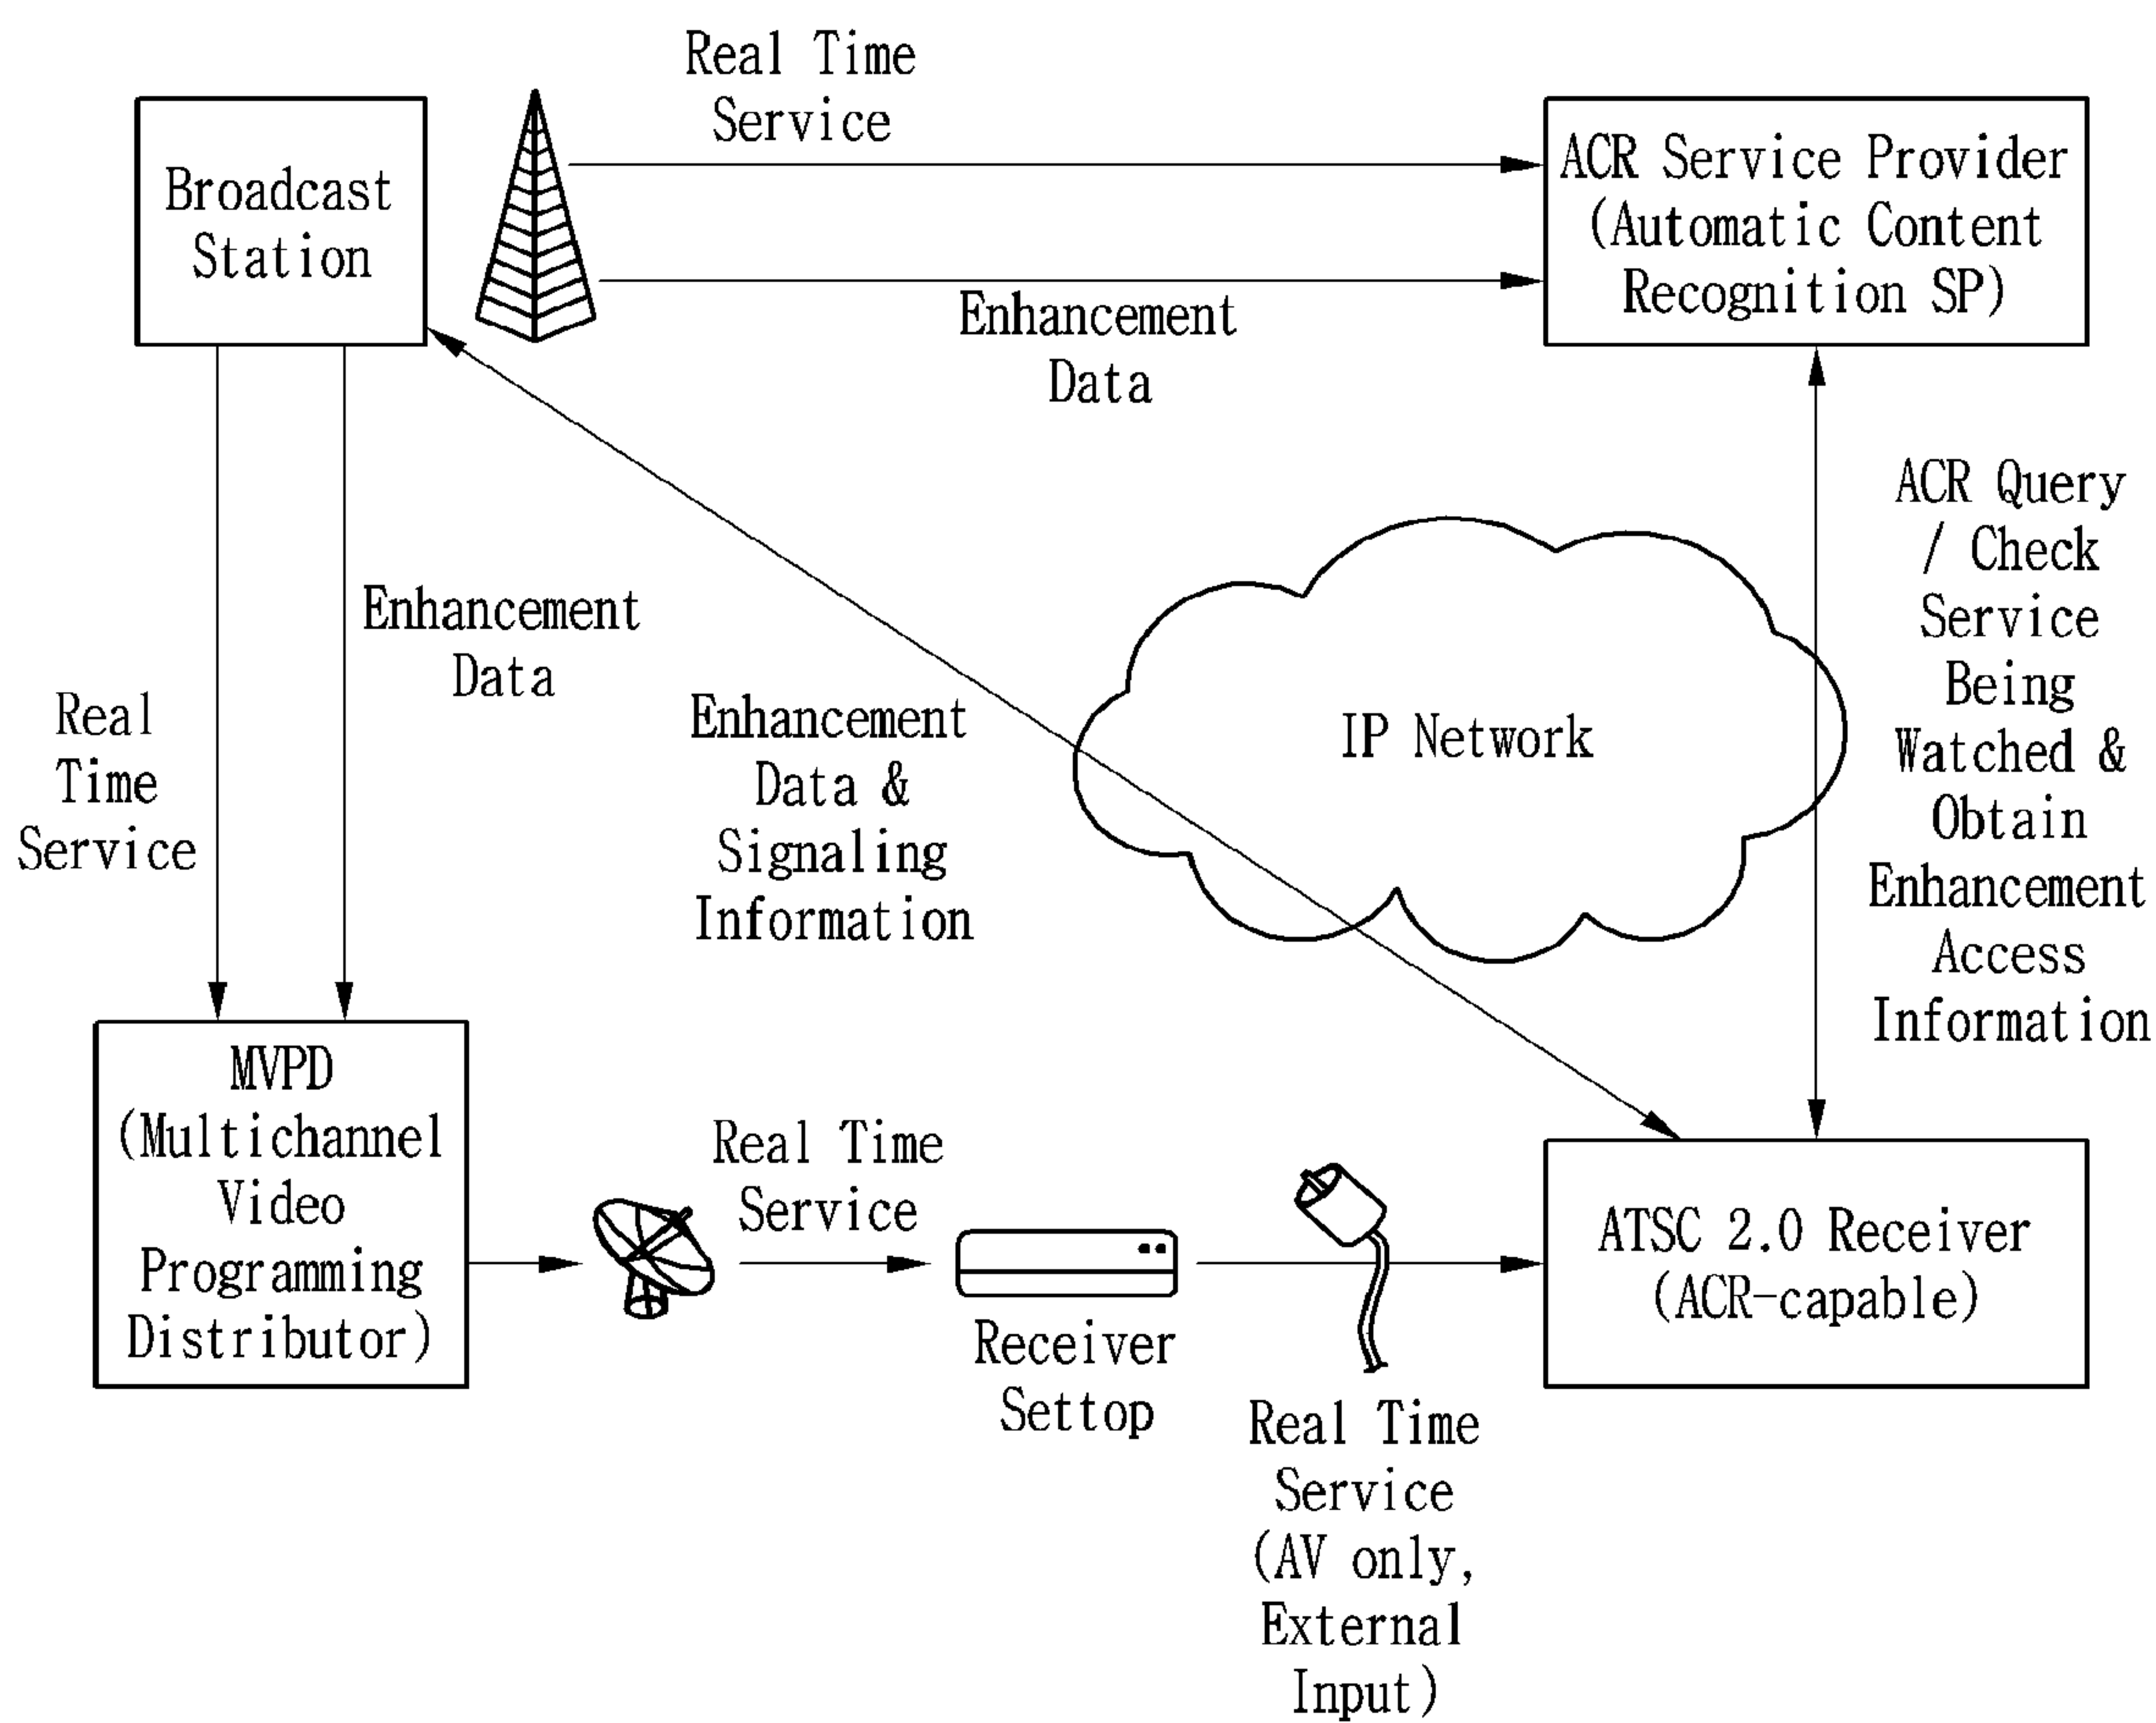 Real Time
Service
Broadcast
Station
ACR Service Provider
(Automatic Content
Recognition SP)
Enhancement
Data
Enhancement
Data
Real
Time
Service
Enhancement
Data &
Signaling
Information
IP Network
ACR Query
/ Check
Service
Being
Watched &
Obtain
Enhancement
Access
Information
MVPD
(Multichannel
Video
Programming
Distributor)
Real Time
Service
Receiver
Settop
Real Time
Service
(AV only,
External
Input)
ATSC 2.0 Receiver
(ACR-capable)